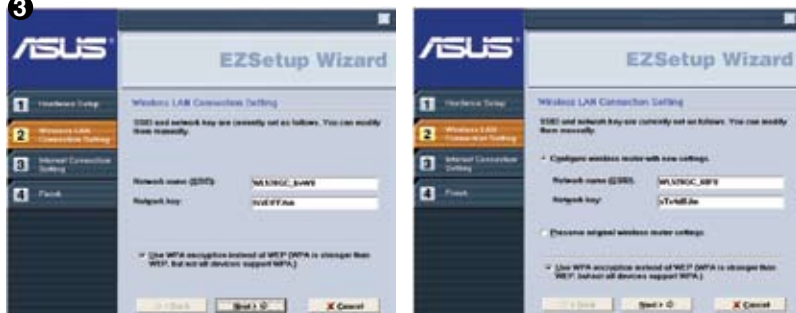 3
ASUS
EZSetup Wizard
1 Hardware Setup
2 Wireless LAN
Connection Setting
3 Internet Connection
Setting
4 Finish
Wireless LAN Connection Setting
SSID and network key are currently set as follows. You can modify
them manually.
Network name (SSID):
Network key:
Use WPA encryption instead of WEP (WPA is stronger than
WEP, but not all devices support WPA.)
< Back
Next >
X Cancel
ASUS
EZSetup Wizard
1 Hardware Setup
2 Wireless LAN
Connection Setting
3 Internet Connection
Setting
4 Finish
Wireless LAN Connection Setting
SSID and network key are currently set as follows. You can modify
them manually.
Configure wireless router with new settings.
Network name (SSID):
Network key:
Preserve original wireless router settings.
Use WPA encryption instead of WEP (WPA is stronger than
WEP, but not all devices support WPA.)
< Back
Next >
X Cancel